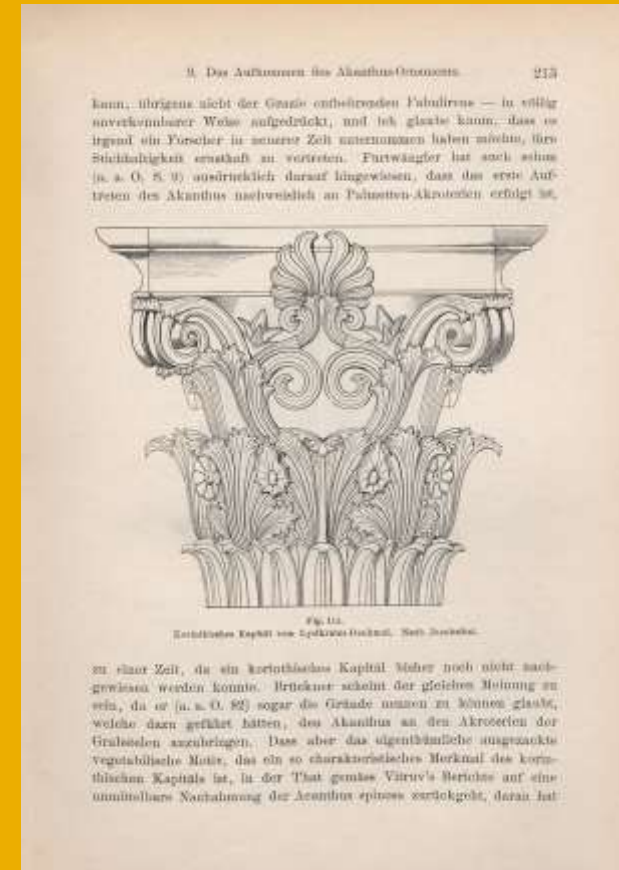 9. Das Aufkommen des Akanthus-Ornaments. 213
kann, übrigens nicht der Grazie entbehrenden Fabulirens — in völlig
unverkennbarer Weise aufgedrückt, und ich glaube kaum, dass es
irgend ein Forscher in neuerer Zeit unternommen haben möchte, ihre
Stichhaltigkeit ernsthaft zu vertreten. Furtwängler hat auch schon
(a. a. O. S. 9) ausdrücklich darauf hingewiesen, dass das erste Auf-
treten des Akanthus nachweislich an Palmetten-Akroterien erfolgt ist,
Fig.
Korinthisches Kapitäl vom Lysikrates-Denkmal. Nach Jacobsthal.
zu einer Zeit, da ein korinthisches Kapitäl bisher noch nicht nach-
gewiesen werden konnte. Brückner scheint der gleichen Meinung zu
sein, da er (a. a. O. 82) sogar die Gründe nennen zu können glaubt,
welche dazu geführt hätten, den Akanthus an den Akroterien der
Grabstelen anzubringen. Dass aber das eigenthümliche ausgezackte
vegetabilische Motiv, das ein so charakteristisches Merkmal des korin-
thischen Kapitäls ist, in der That gemäss Vitruv's Berichte auf eine
unmittelbare Nachahmung der Acanthus spinosa zurückgeht, daran hat